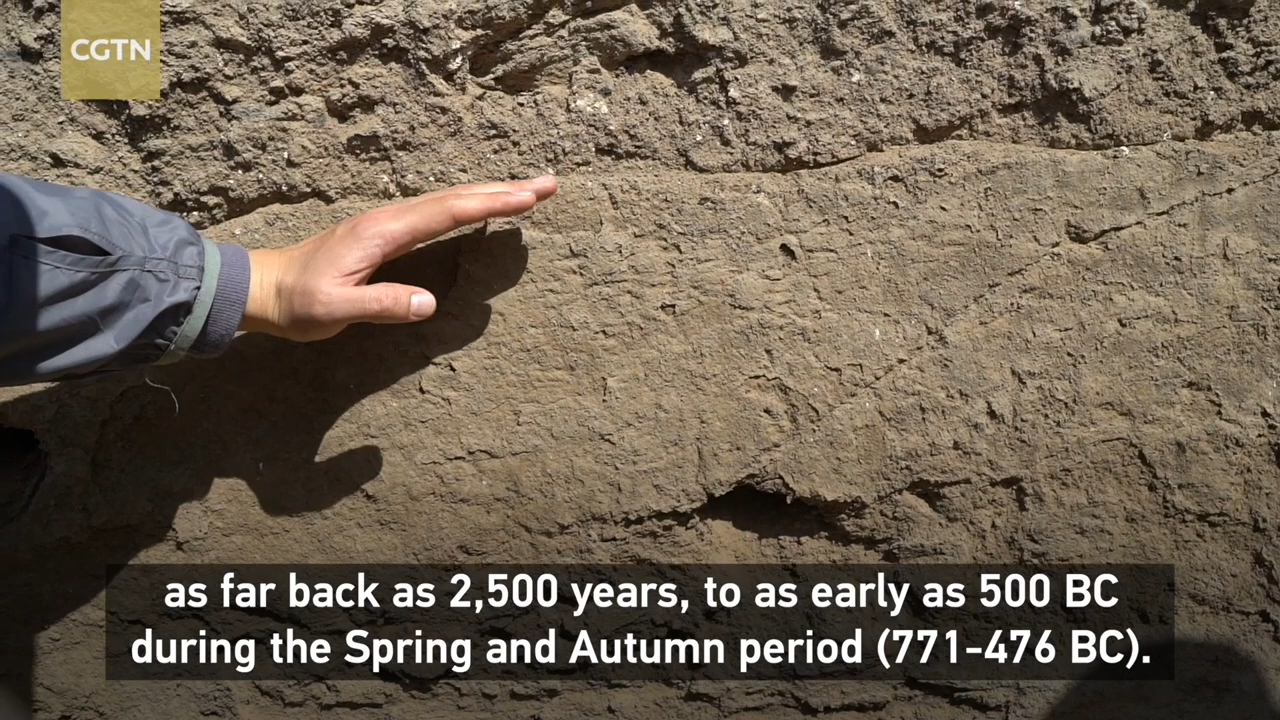 CGTN
as far back as 2,500 years, to as early as 500 BC
during the Spring and Autumn period (771-476 BC).